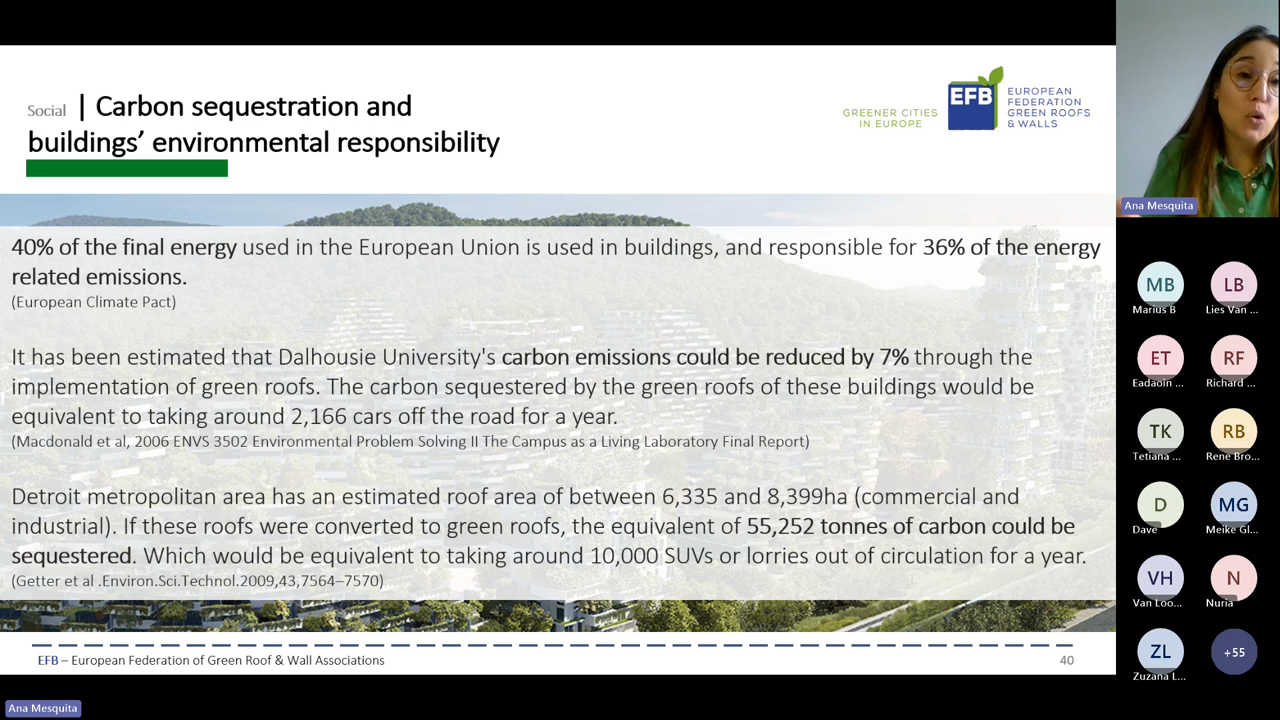 Social | Carbon sequestration and
buildings’ environmental responsibility
GREENER CITIES
IN EUROPE
EFB
EUROPEAN
FEDERATION
GREEN ROOFS
& WALLS
40% of the final energy used in the European Union is used in buildings, and responsible for 36% of the energy
related emissions.
(European Climate Pact)
It has been estimated that Dalhousie University's carbon emissions could be reduced by 7% through the
implementation of green roofs. The carbon sequestered by the green roofs of these buildings would be
equivalent to taking around 2,166 cars off the road for a year.
(Macdonald et al, 2006 ENVS 3502 Environmental Problem Solving II The Campus as a Living Laboratory Final Report)
Detroit metropolitan area has an estimated roof area of between 6,335 and 8,399ha (commercial and
industrial). If these roofs were converted to green roofs, the equivalent of 55,252 tonnes of carbon could be
sequestered. Which would be equivalent to taking around 10,000 SUVs or lorries out of circulation for a year.
(Getter et al .Environ.Sci.Technol.2009,43,7564–7570)
EFB – European Federation of Green Roof & Wall Associations
40
Ana Mesquita
Ana Mesquita
MB
Marius B
LB
Lies Van ...
ET
Eadaoin ...
RF
Richard ...
TK
Tetiana ...
RB
Rene Bro...
D
Dave
MG
Meike Gl...
VH
Van Loo...
N
Nuria
ZL
Zuzana L...
+55